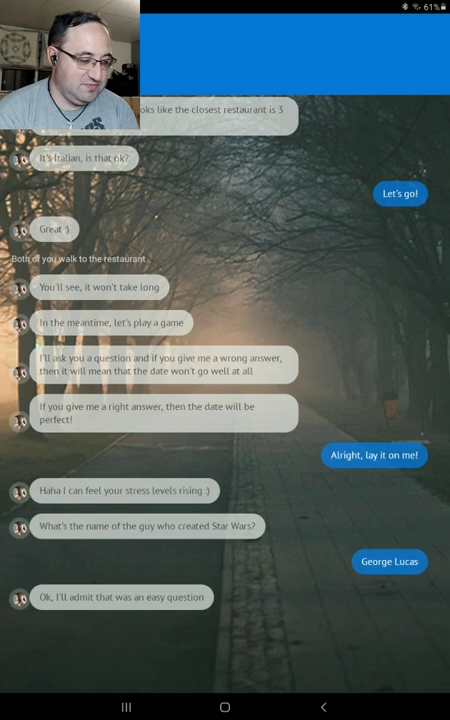 61%
oks like the closest restaurant is 3
It's Italian, is that ok?
Let's go!
Great :)
Both of you walk to the restaurant
You'll see, it won't take long
In the meantime, let's play a game
I'll ask you a question and if you give me a wrong answer,
then it will mean that the date won't go well at all
If you give me a right answer, then the date will be
perfect!
Alright, lay it on me!
Haha I can feel your stress levels rising :)
What's the name of the guy who created Star Wars?
George Lucas
Ok, I'll admit that was an easy question